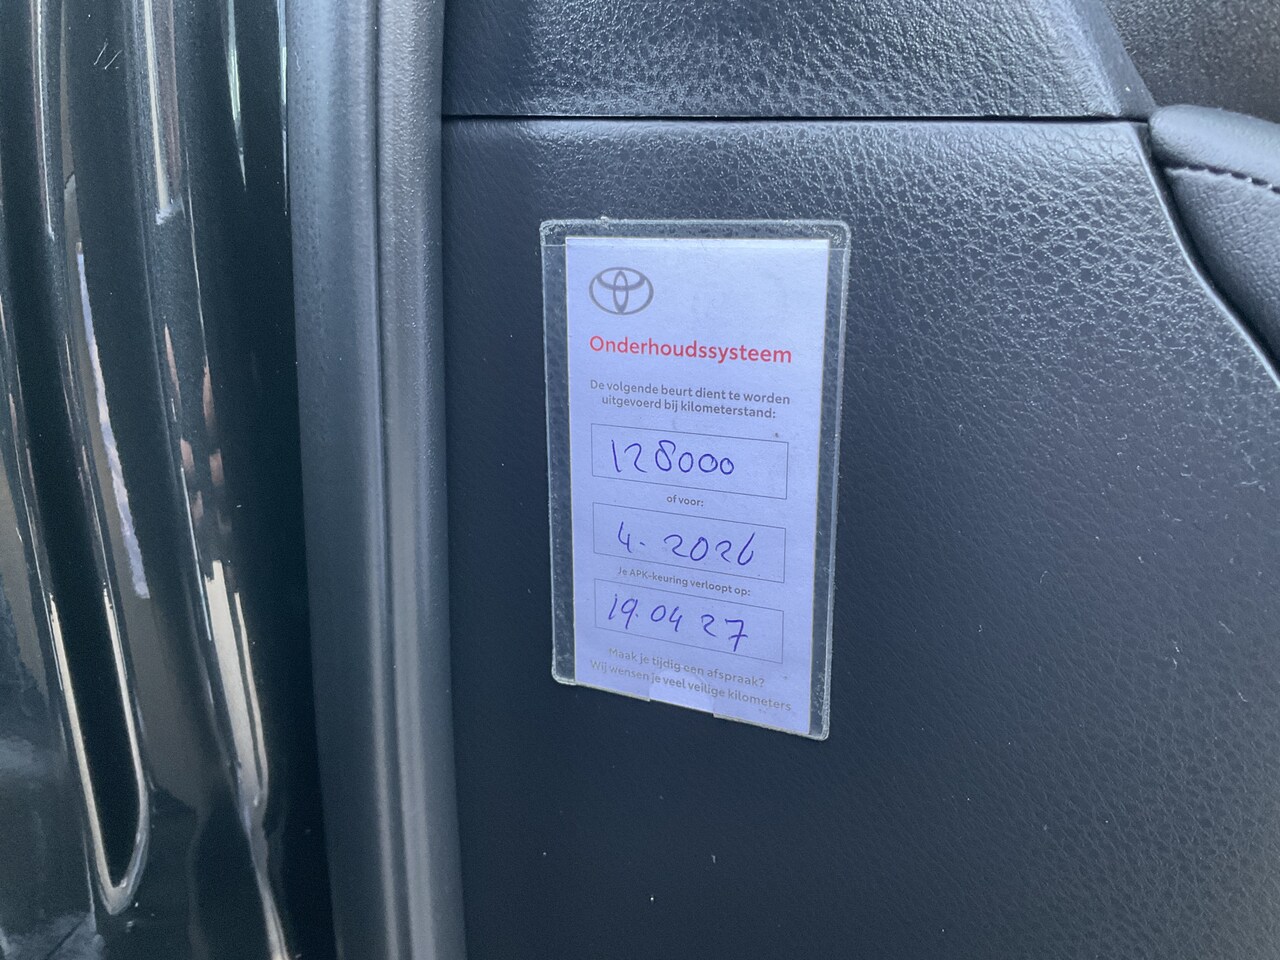 Onderhoudssysteem
De volgende beurt dient te worden
uitgevoerd bij kilometerstand:
128000
of voor:
4. 2026
Je APK-keuring verloopt op:
19.04 27
Maak je tijdig een afspraak?
Wij wensen je veel veilige kilometers